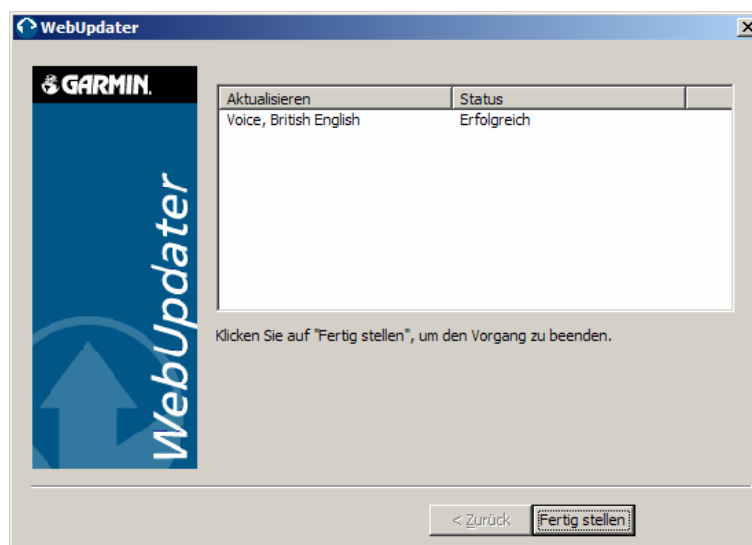 WebUpdater
GARMIN.
WebUpdater
Aktualisieren Status
Voice, British English Erfolgreich
Klicken Sie auf "Fertig stellen", um den Vorgang zu beenden.
< Zurück Fertig stellen